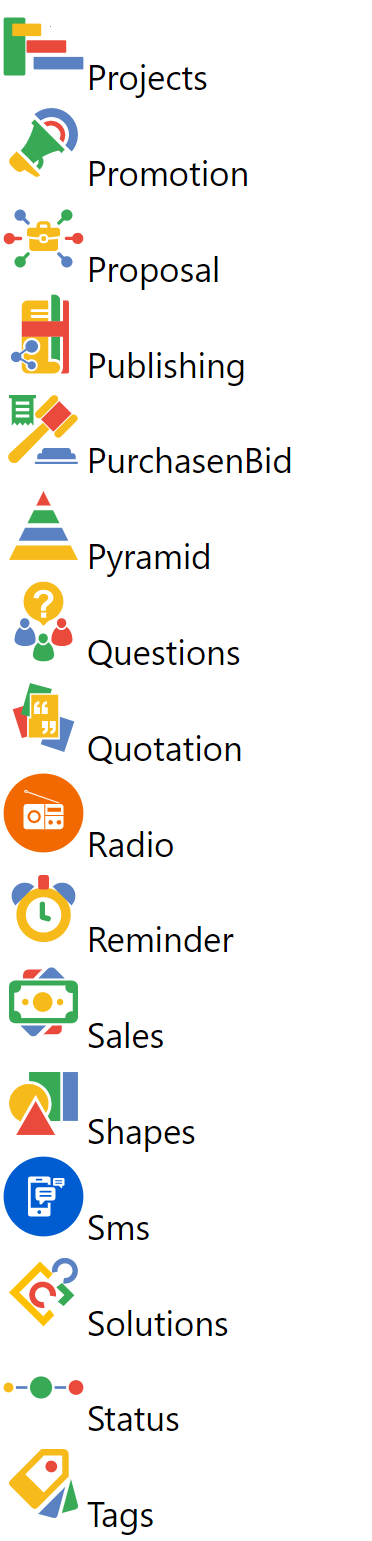 Projects
Promotion
Proposal
Publishing
PurchasenBid
Pyramid
Questions
Quotation
Radio
Reminder
Sales
Shapes
Sms
Solutions
Status
Tags